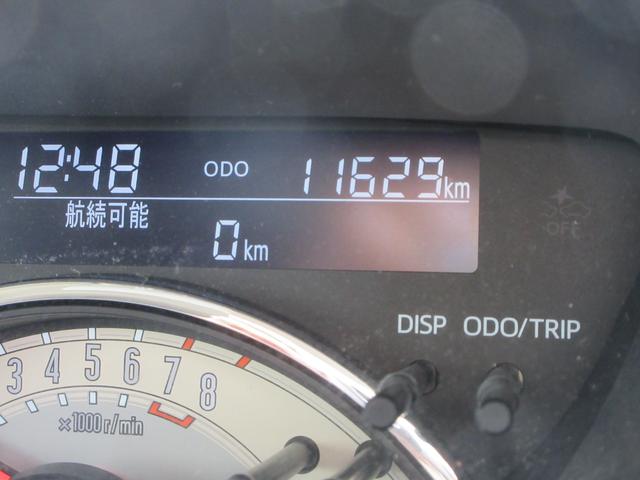 12:48 ODO 11629km
航続可能
0km
DISP ODO/TRIP
OFF
3 4 5 6 7 8
×1000r/min